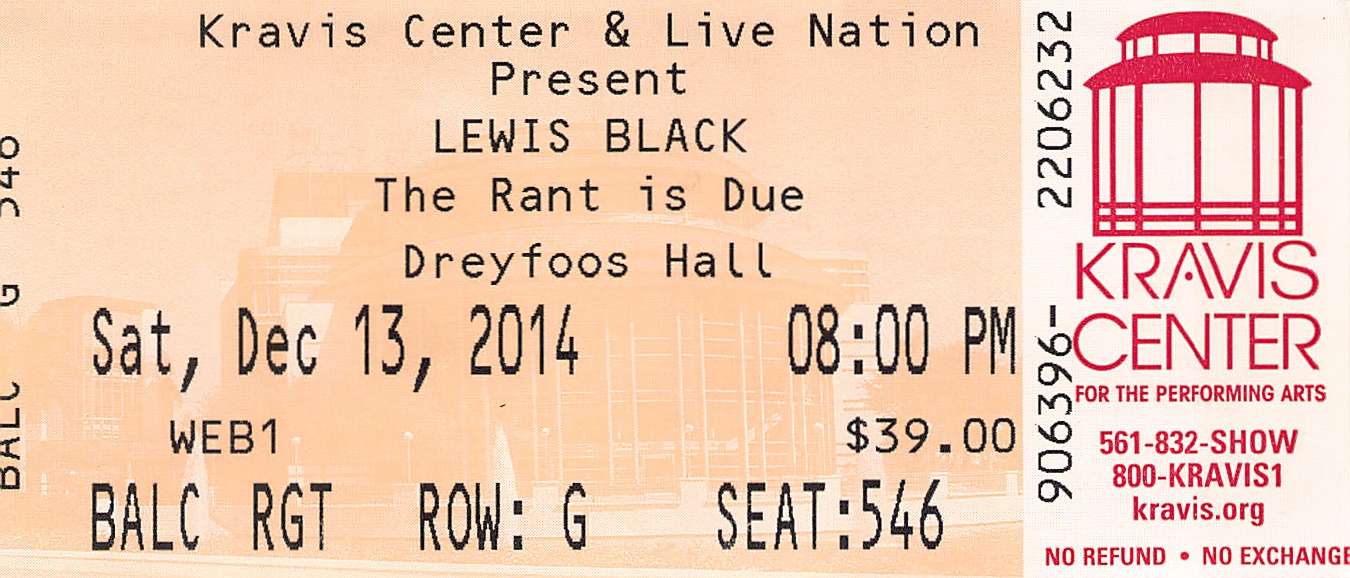 Kravis Center & Live Nation
Present
LEWIS BLACK
The Rant is Due
Dreyfoos Hall
Sat, Dec 13, 2014 08:00 PM
WEB1 $39.00
BALC RGT ROW: G SEAT:546
BALC G 546
906396-2206232
KRAVIS
CENTER
FOR THE PERFORMING ARTS
561-832-SHOW
800-KRAVIS1
kravis.org
NO REFUND • NO EXCHANGE